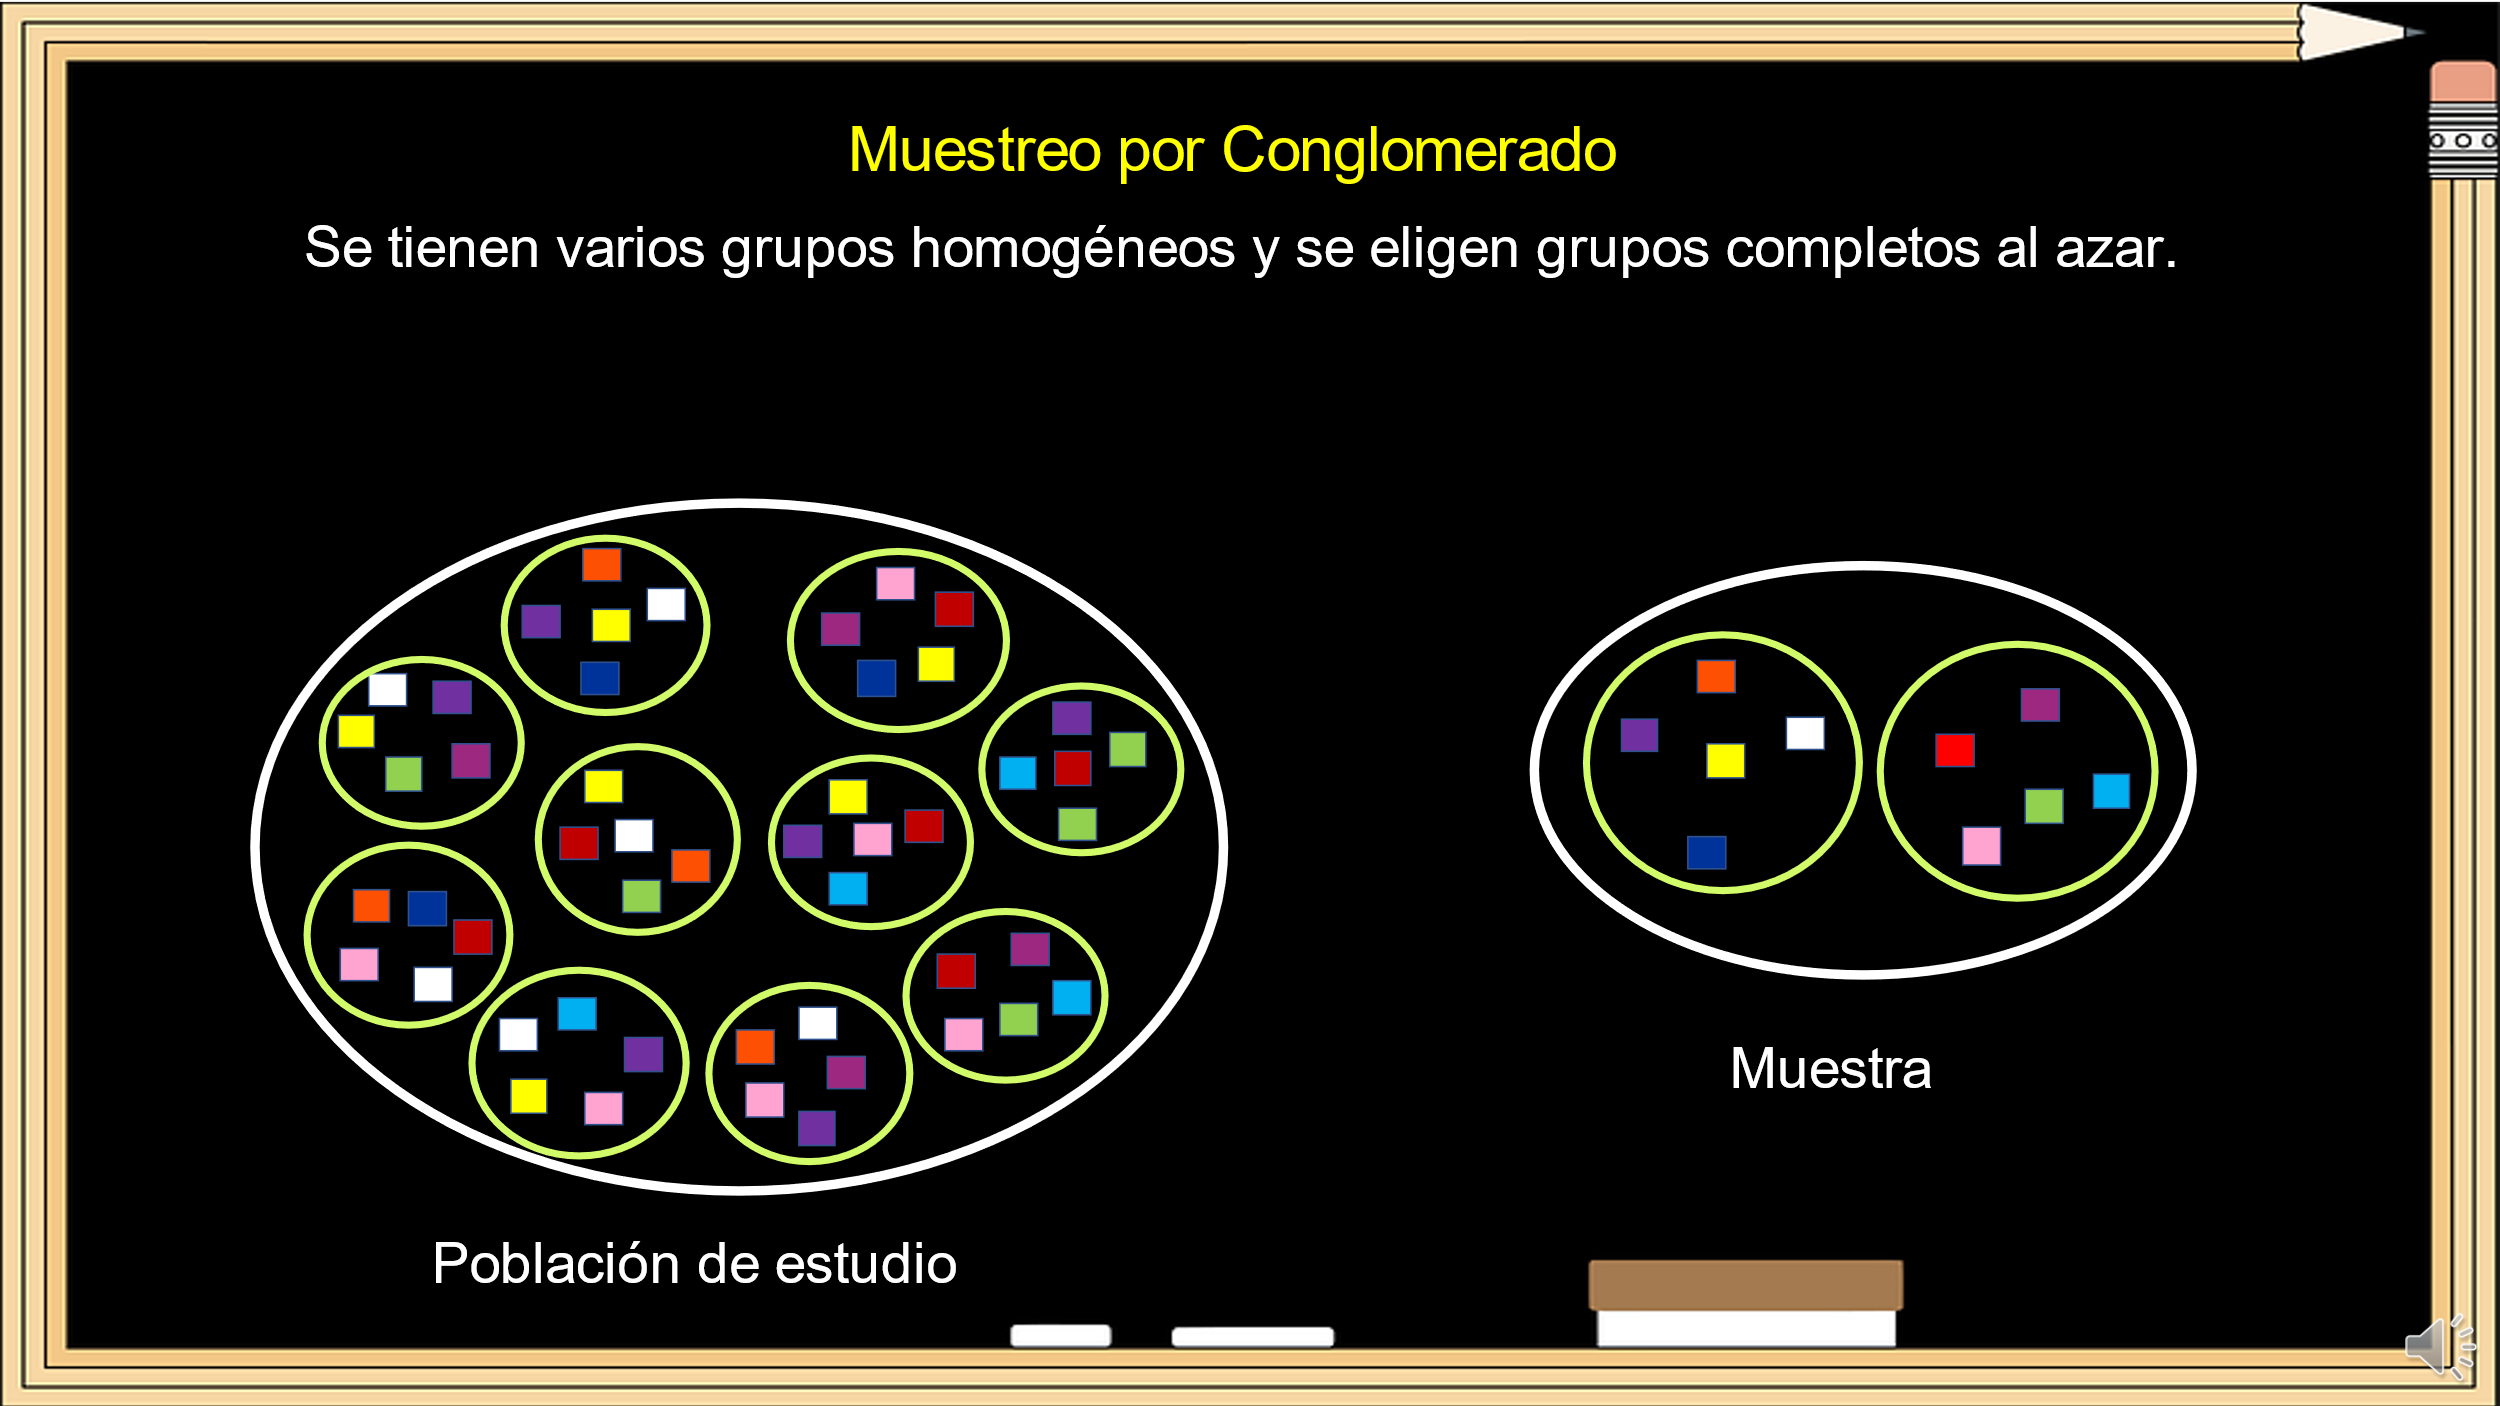 Muestreo por Conglomerado
Se tienen varios grupos homogéneos y se eligen grupos completos al azar.
Muestra
Población de estudio